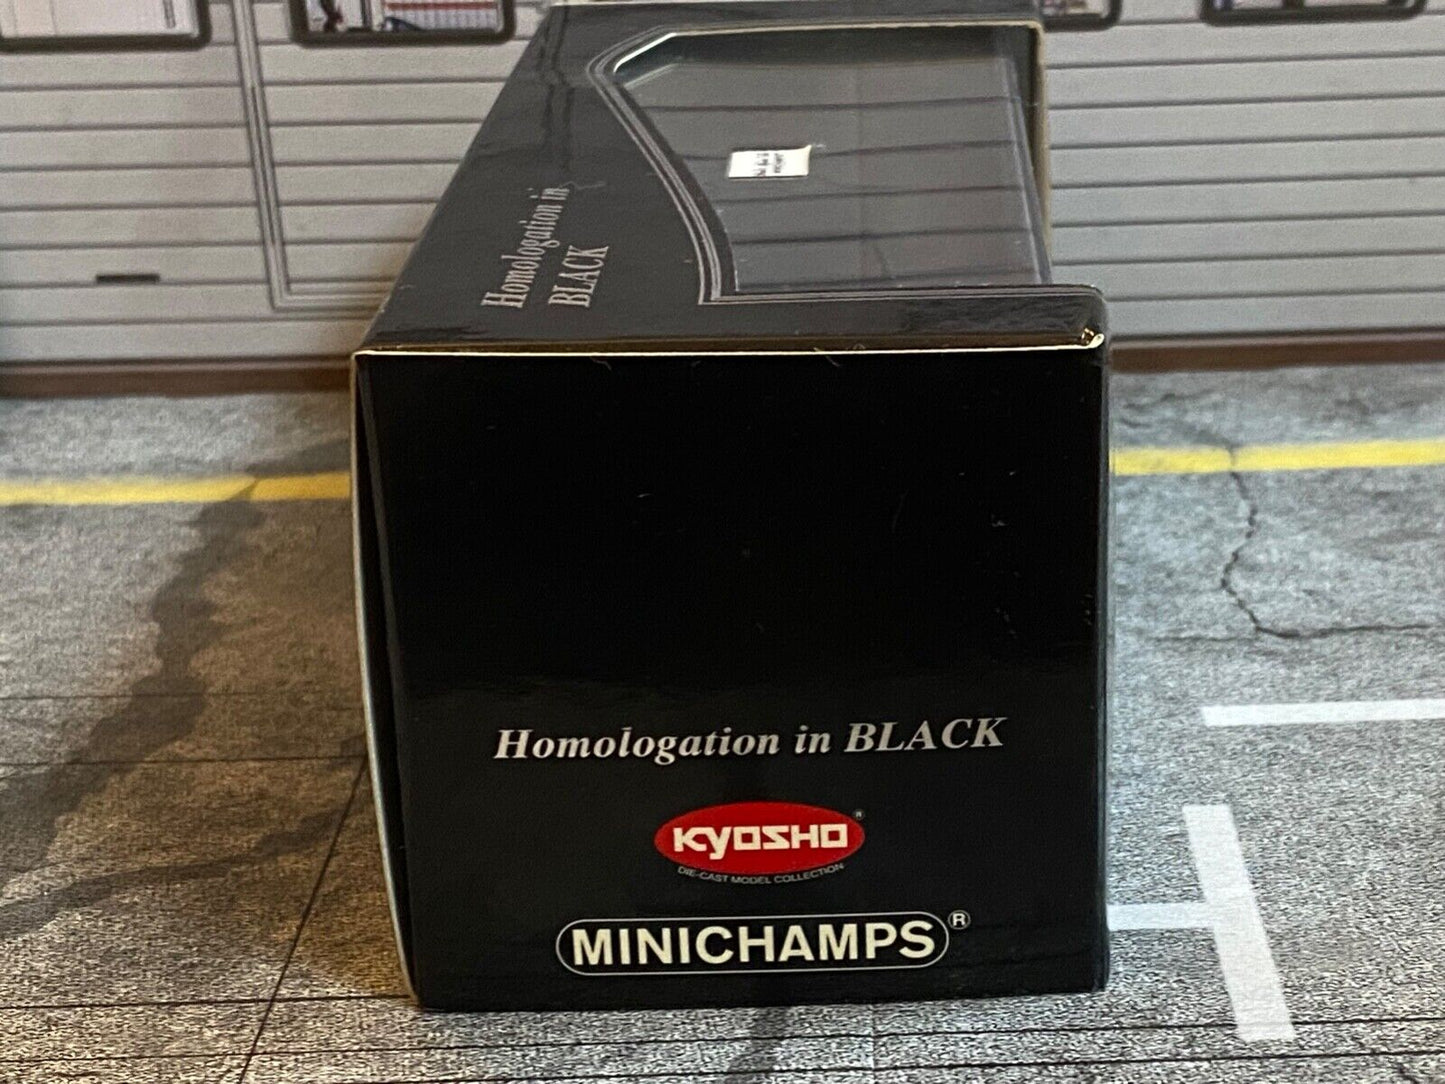 Homologation in
BLACK
Homologation in BLACK
KYOSHO®
DIE-CAST MODEL COLLECTION
MINICHAMPS®